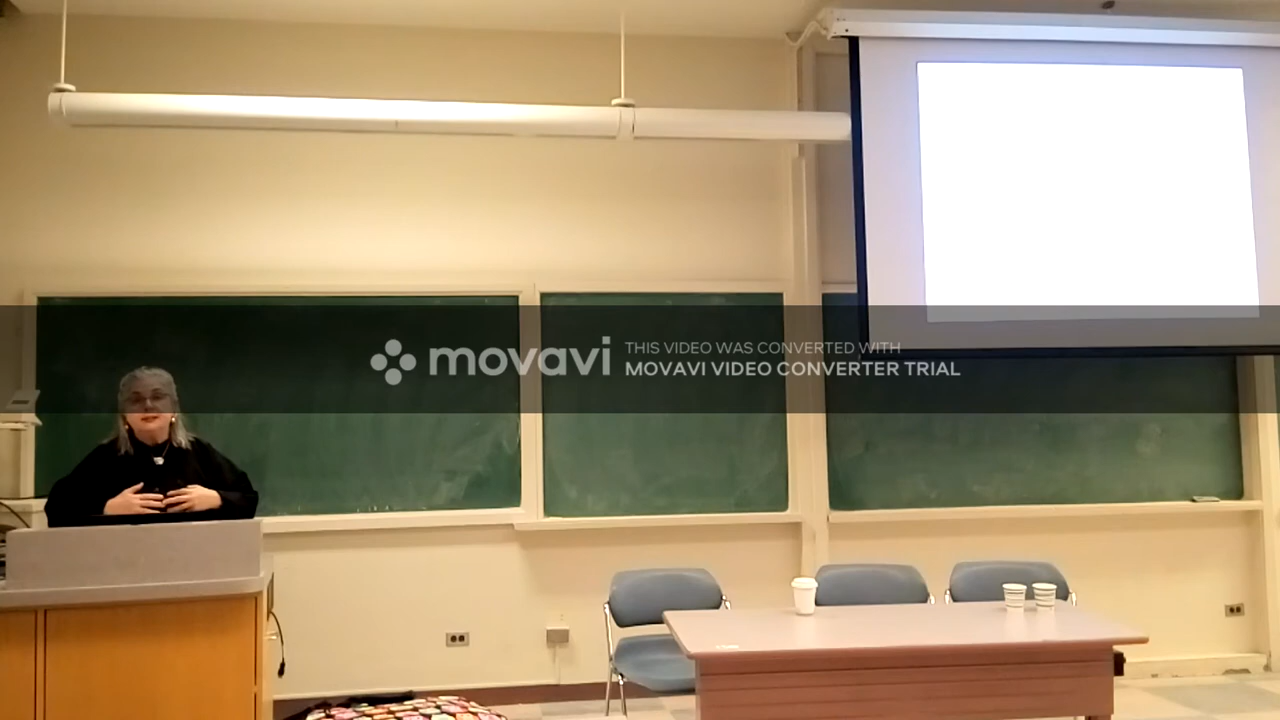 movavi
THIS VIDEO WAS CONVERTED WITH
MOVAVI VIDEO CONVERTER TRIAL